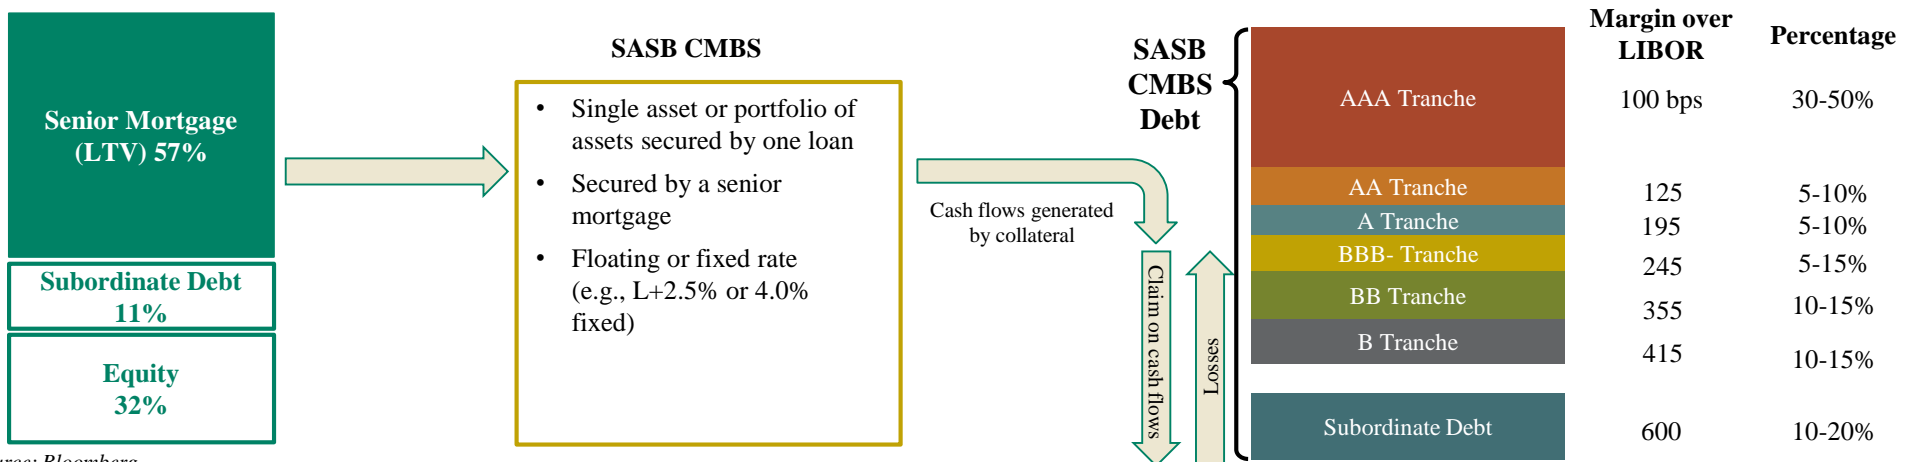 Senior Mortgage
(LTV) 57%
Subordinate Debt
11%
Equity
32%
SASB CMBS
• Single asset or portfolio of
assets secured by one loan
• Secured by a senior
mortgage
• Floating or fixed rate
(e.g., L+2.5% or 4.0%
fixed)
Cash flows generated
by collateral
Claim on cash flows
Losses
SASB
CMBS
Debt
Margin over
LIBOR
Percentage
AAA Tranche 100 bps 30-50%
AA Tranche 125 5-10%
A Tranche 195 5-10%
BBB- Tranche 245 5-15%
BB Tranche 355 10-15%
B Tranche 415 10-15%
Subordinate Debt 600 10-20%